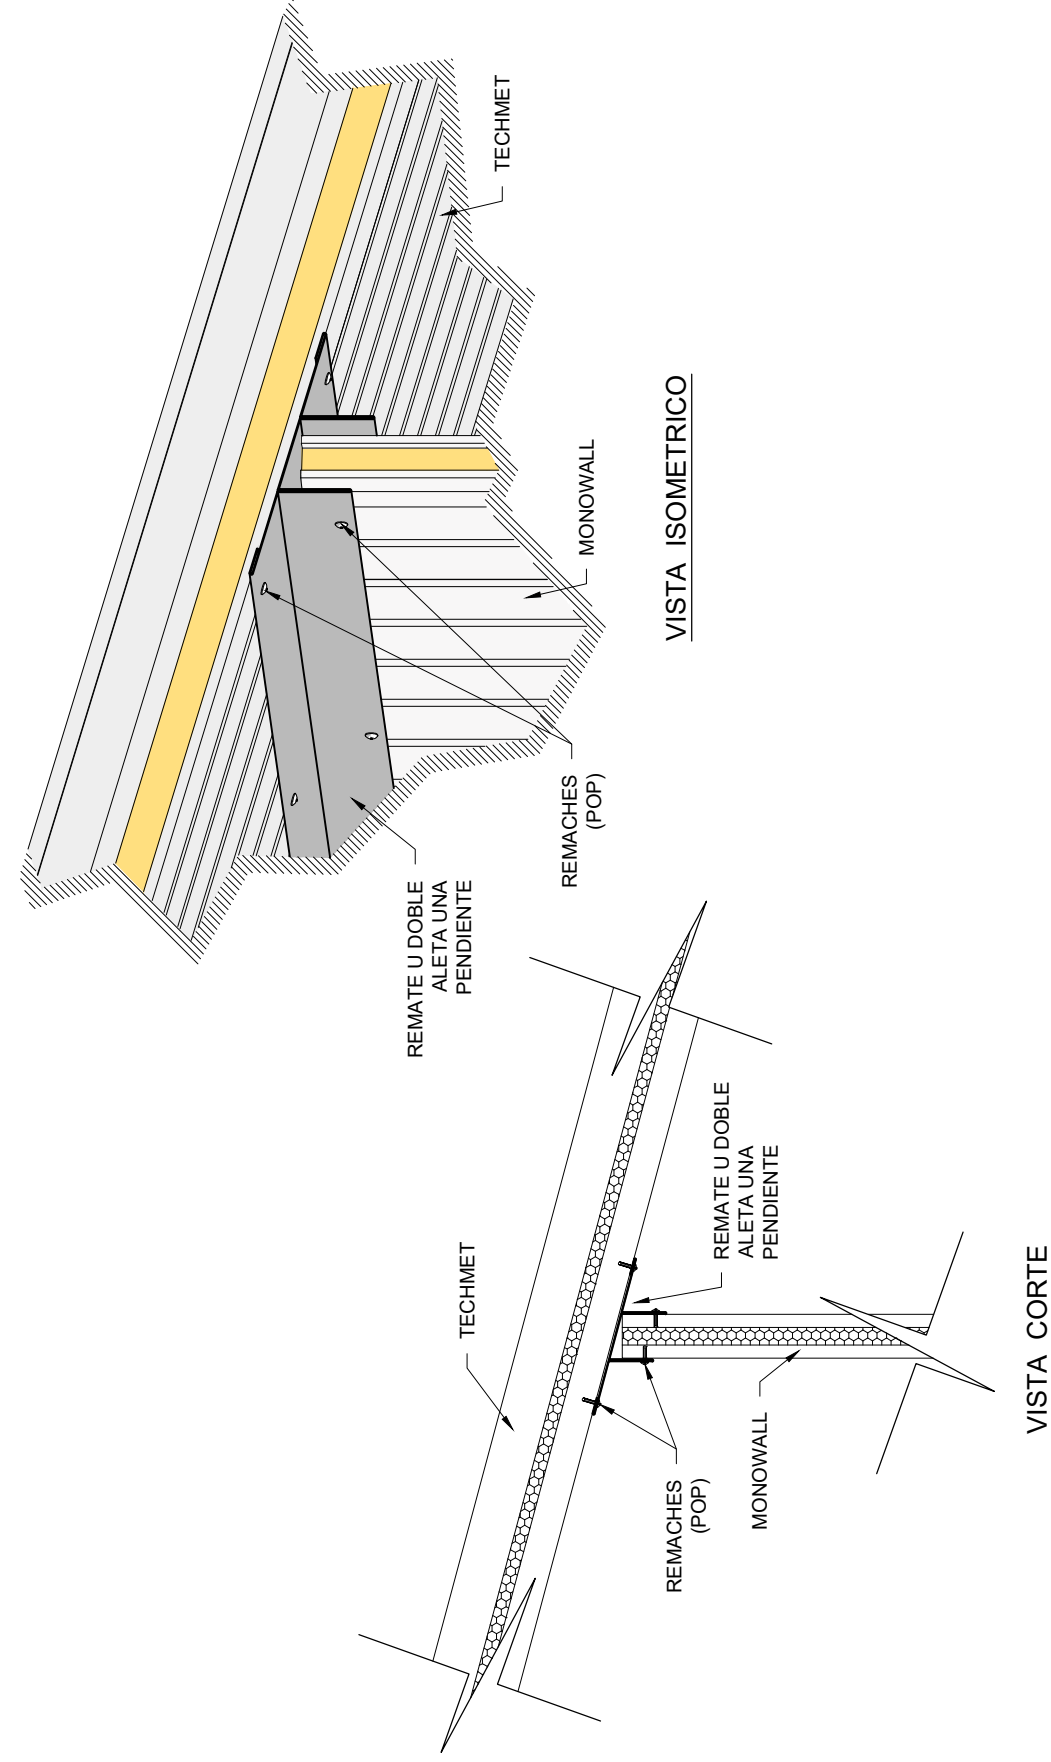 TECHMET
REMACHES
(POP)
MONOWALL
REMATE U DOBLE
ALETA UNA
PENDIENTE
VISTA CORTE
REMATE U DOBLE
ALETA UNA
PENDIENTE
REMACHES
(POP)
MONOWALL
TECHMET
VISTA ISOMETRICO